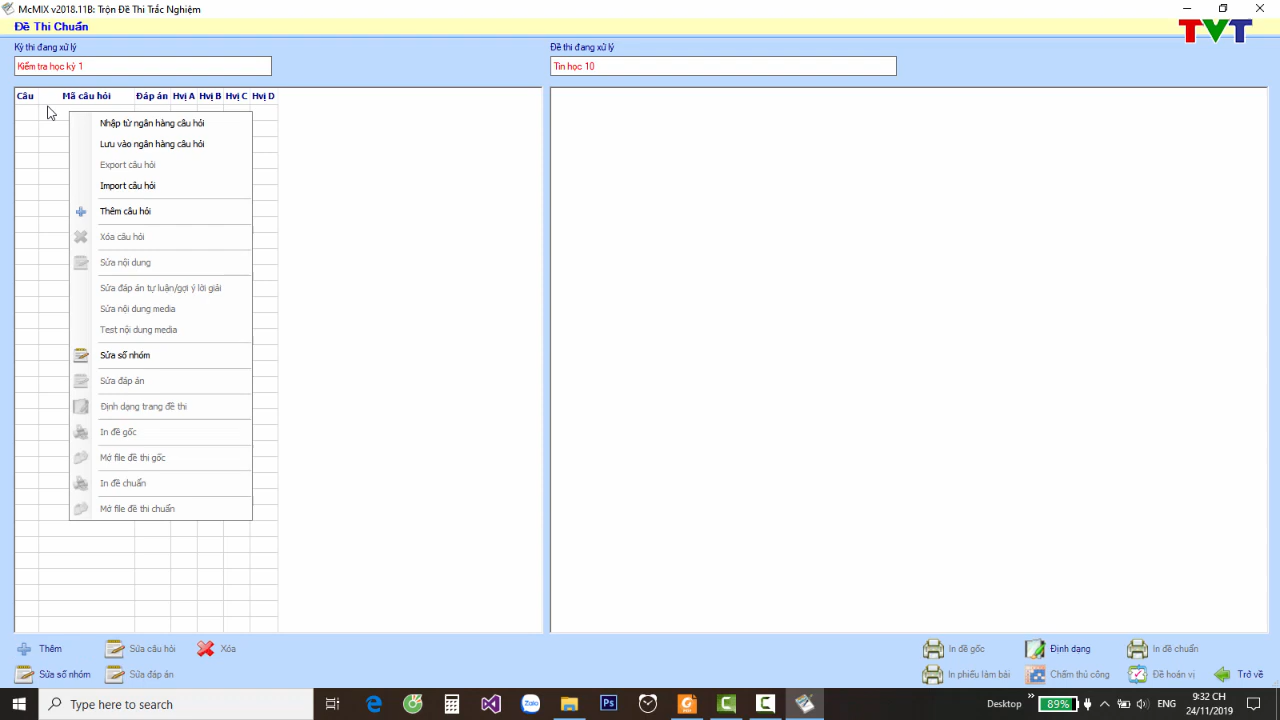 McMIX v2018.11B: Trộn Đề Thi Trắc Nghiệm
Đề Thi Chuẩn
TVT
Kỳ thi đang xử lý
Đề thi đang xử lý
Kiểm tra học kỳ 1
Tin học 10
Câu Mã câu hỏi Đáp án Hvị A Hvị B Hvị C Hvị D
Nhập từ ngân hàng câu hỏi
Lưu vào ngân hàng câu hỏi
Export câu hỏi
Import câu hỏi
Thêm câu hỏi
Xóa câu hỏi
Sửa nội dung
Sửa đáp án tự luận/gợi ý lời giải
Sửa nội dung media
Test nội dung media
Sửa số nhóm
Sửa đáp án
Định dạng trang đề thi
In đề gốc
Mở file đề thi gốc
In đề chuẩn
Mở file đề thi chuẩn
Thêm Sửa câu hỏi Xóa In đề gốc Định dạng In đề chuẩn
Sửa số nhóm Sửa đáp án In phiếu làm bài Chấm thủ công Đề hoán vị Trở về
Type here to search
Zalo
Ps
Desktop
89%
ENG
9:32 CH
24/11/2019